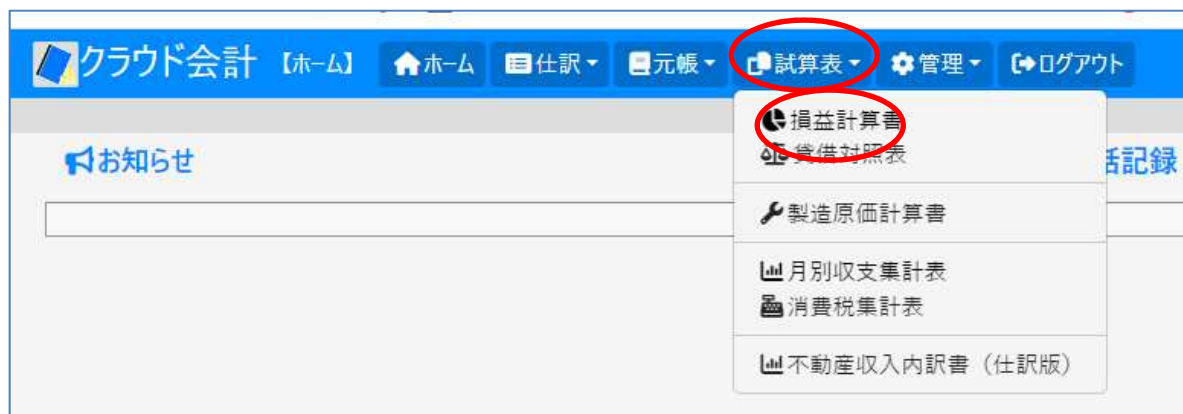 クラウド会計 【ホーム】 ホーム 仕訳 元帳 試算表 管理 ログアウト
お知らせ
損益計算書
貸借対照表
製造原価計算書
月別収支集計表
消費税集計表
不動産収入内訳書（仕訳版）
記録